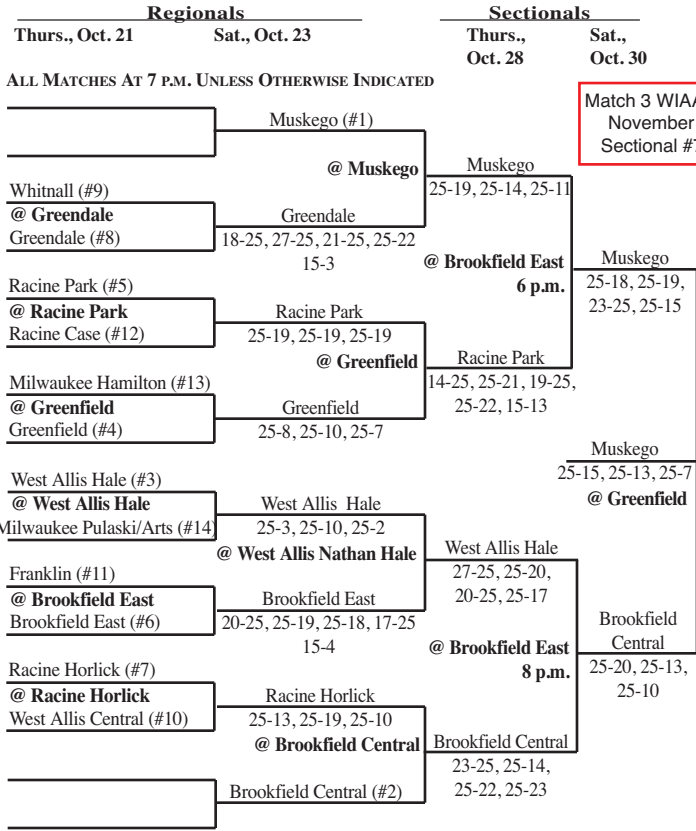 Regionals
Sectionals
Thurs., Oct. 21
Sat., Oct. 23
Thurs.,
Oct. 28
Sat.,
Oct. 30
ALL MATCHES AT 7 P.M. UNLESS OTHERWISE INDICATED
Match 3 WIAA
November
Sectional #7
Muskego (#1)
@ Muskego
Whitnall (#9)
@ Greendale
Greendale (#8)
Greendale
18-25, 27-25, 21-25, 25-22
15-3
Muskego
25-19, 25-14, 25-11
Racine Park (#5)
@ Racine Park
Racine Case (#12)
Racine Park
25-19, 25-19, 25-19
@ Greenfield
@ Brookfield East
6 p.m.
Muskego
25-18, 25-19,
23-25, 25-15
Milwaukee Hamilton (#13)
@ Greenfield
Greenfield (#4)
Greenfield
25-8, 25-10, 25-7
Racine Park
14-25, 25-21, 19-25,
25-22, 15-13
Muskego
25-15, 25-13, 25-7
@ Greenfield
West Allis Hale (#3)
@ West Allis Hale
Milwaukee Pulaski/Arts (#14)
West Allis Hale
25-3, 25-10, 25-2
@ West Allis Nathan Hale
West Allis Hale
27-25, 25-20,
20-25, 25-17
Franklin (#11)
@ Brookfield East
Brookfield East (#6)
Brookfield East
20-25, 25-19, 25-18, 17-25
15-4
@ Brookfield East
8 p.m.
Brookfield
Central
25-20, 25-13,
25-10
Racine Horlick (#7)
@ Racine Horlick
West Allis Central (#10)
Racine Horlick
25-13, 25-19, 25-10
@ Brookfield Central
Brookfield Central
23-25, 25-14,
25-22, 25-23
Brookfield Central (#2)